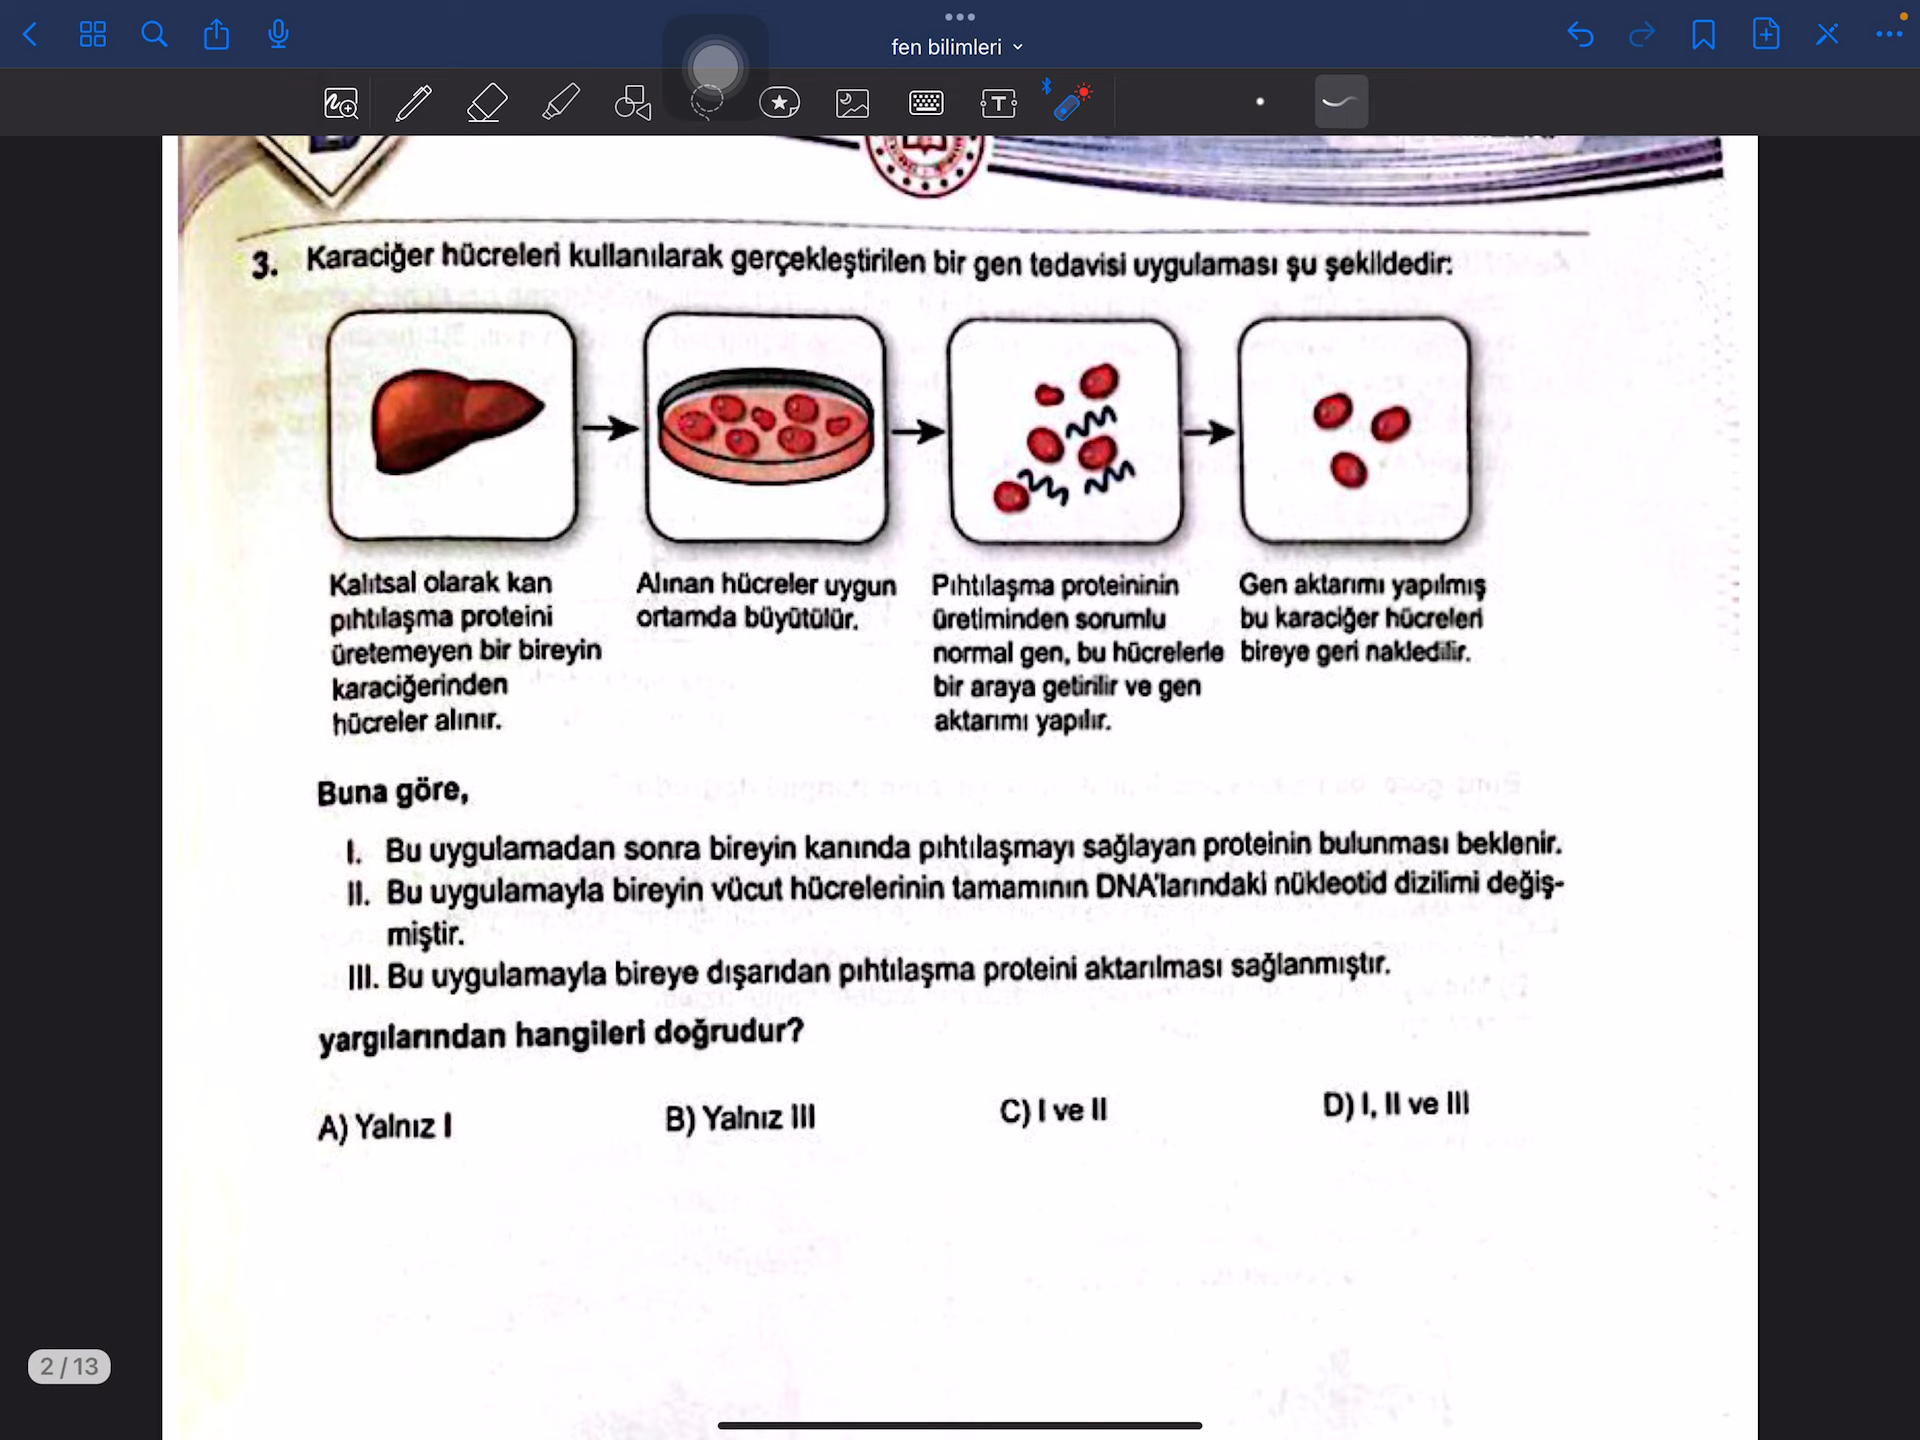 fen bilimleri
3. Karaciğer hücreleri kullanılarak gerçekleştirilen bir gen tedavisi uygulaması şu şekildedir:
Kalıtsal olarak kan
pıhtılaşma proteini
üretemeyen bir bireyin
karaciğerinden
hücreler alınır.
Alınan hücreler uygun
ortamda büyütülür.
Pıhtılaşma proteininin
üretiminden sorumlu
normal gen, bu hücrelerle
bir araya getirilir ve gen
aktarımı yapılır.
Gen aktarımı yapılmış
bu karaciğer hücreleri
bireye geri nakledilir.
Buna göre,
I. Bu uygulamadan sonra bireyin kanında pıhtılaşmayı sağlayan proteinin bulunması beklenir.
II. Bu uygulamayla bireyin vücut hücrelerinin tamamının DNA'larındaki nükleotid dizilimi değiş-
miştir.
III. Bu uygulamayla bireye dışarıdan pıhtılaşma proteini aktarılması sağlanmıştır.
yargılarından hangileri doğrudur?
A) Yalnız I
B) Yalnız III
C) I ve II
D) I, II ve III
2 / 13